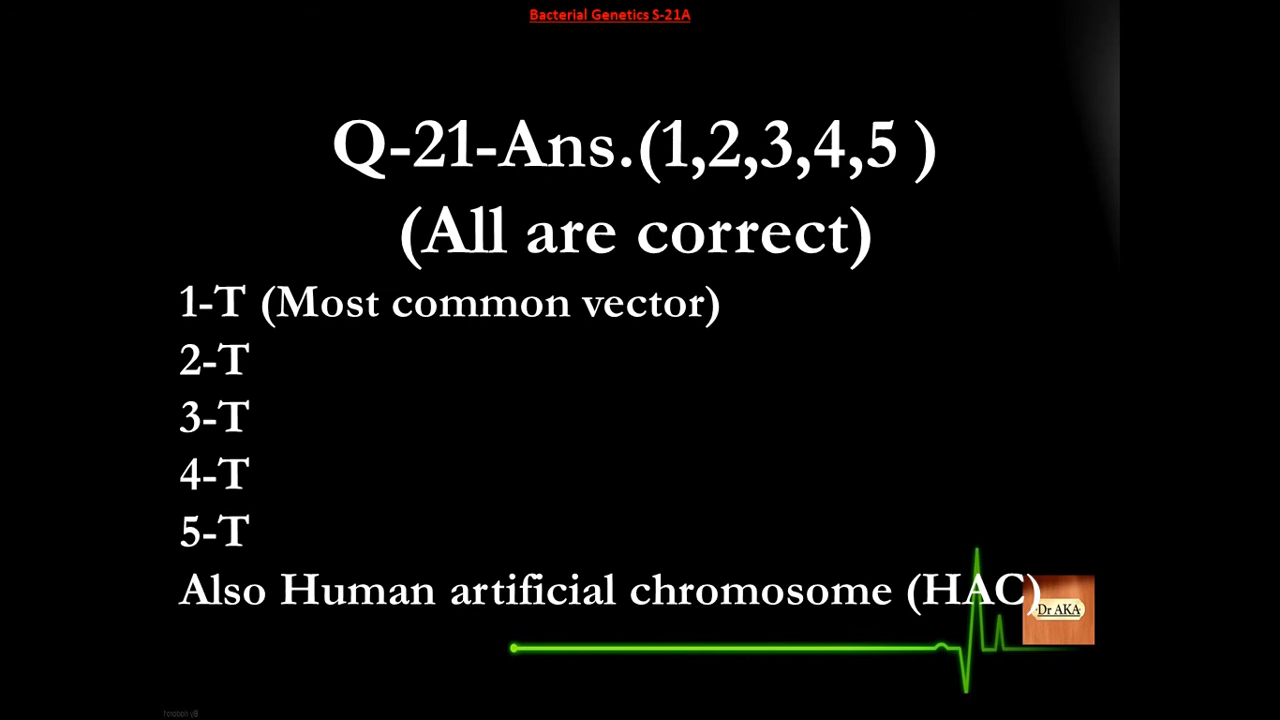 Bacterial Genetics S-21A
Q-21-Ans.(1,2,3,4,5 )
(All are correct)
1-T (Most common vector)
2-T
3-T
4-T
5-T
Also Human artificial chromosome (HAC)
Dr AKA